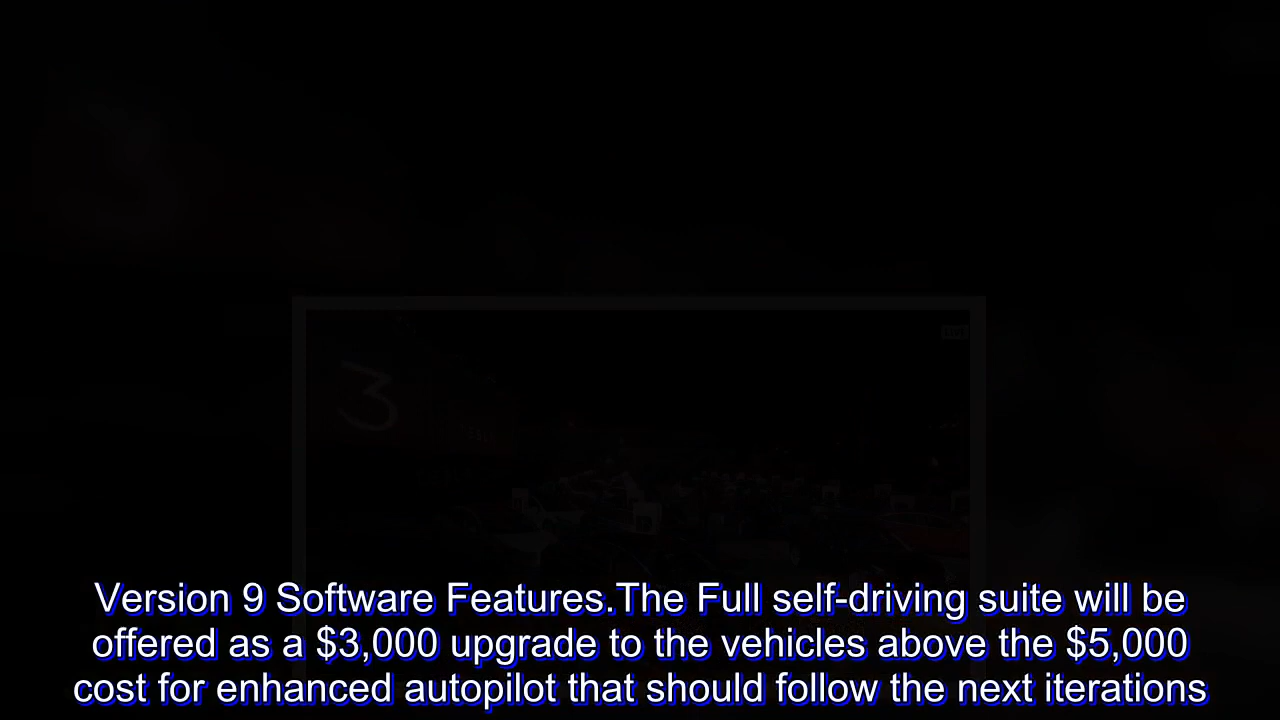 3
Version 9 Software Features.The Full self-driving suite will be
offered as a $3,000 upgrade to the vehicles above the $5,000
cost for enhanced autopilot that should follow the next iterations